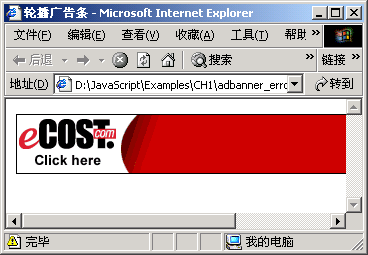 轮播广告条 - Microsoft Internet Explorer
文件(F) 编辑(E) 查看(V) 收藏(A) 工具(T) 帮助 »
后退 搜索 » 链接 »
地址(D) D:\JavaScript\Examples\CH1\adbanner_erro 转到
eCOST.com
Click here
完毕 我的电脑